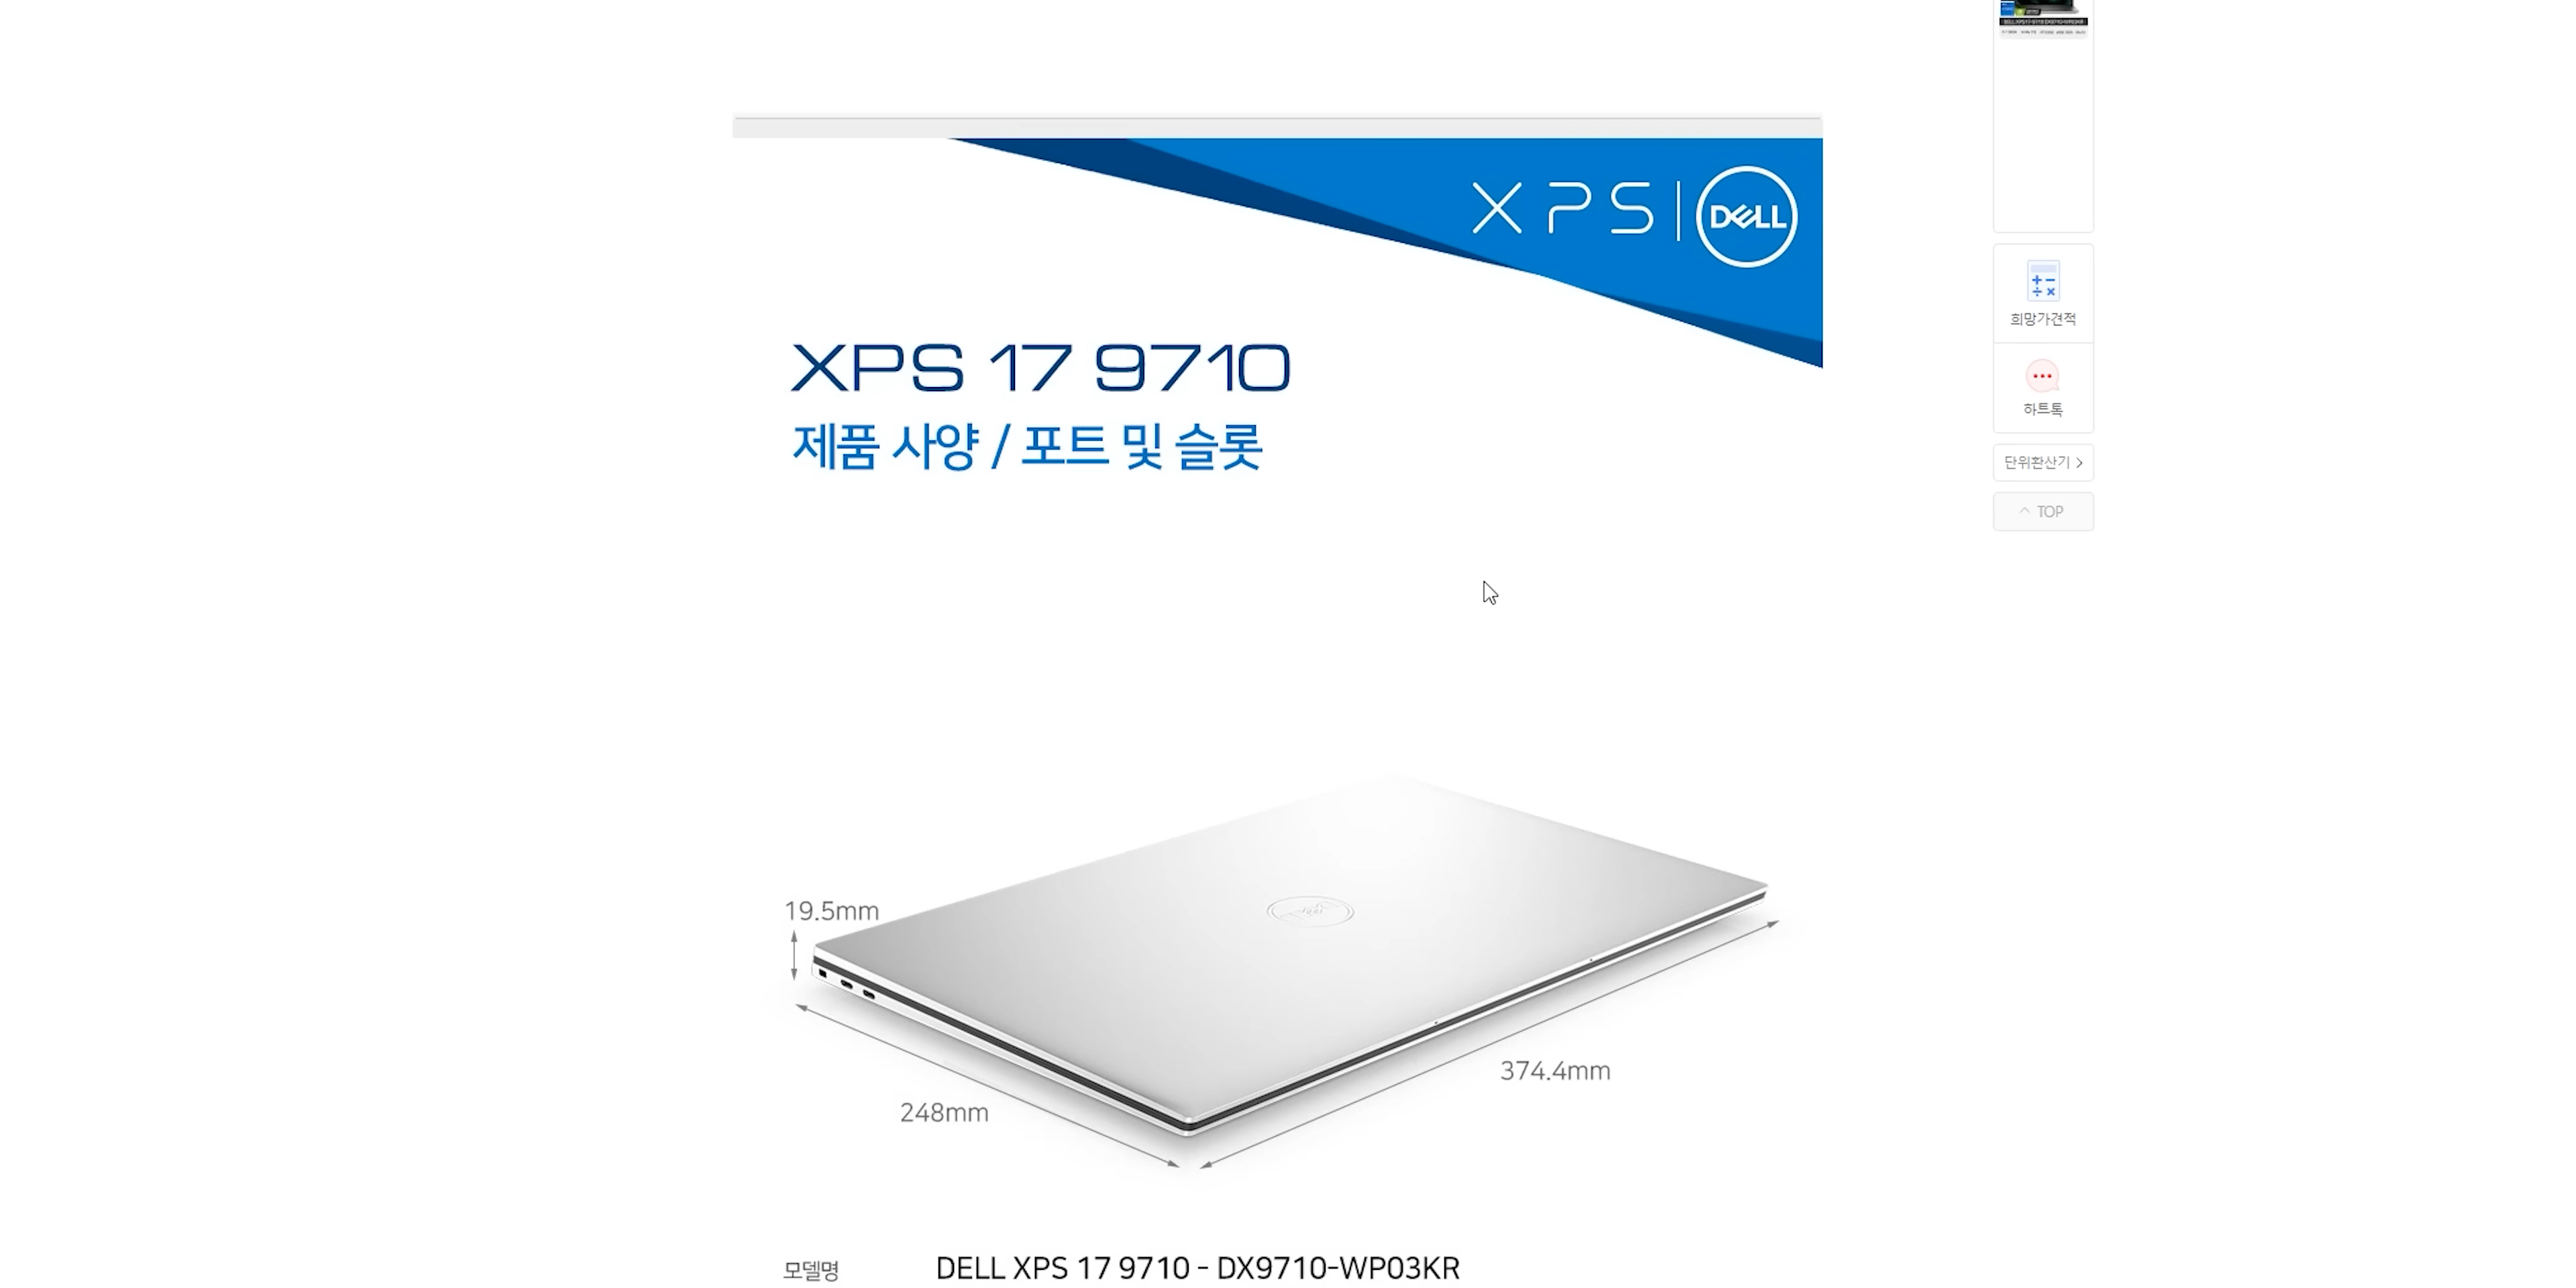 XPS | DELL
XPS 17 9710
제품 사양 / 포트 및 슬롯
희망가견적
하트톡
단위환산기 >
TOP
19.5mm
374.4mm
248mm
모델명 DELL XPS 17 9710 - DX9710-WP03KR